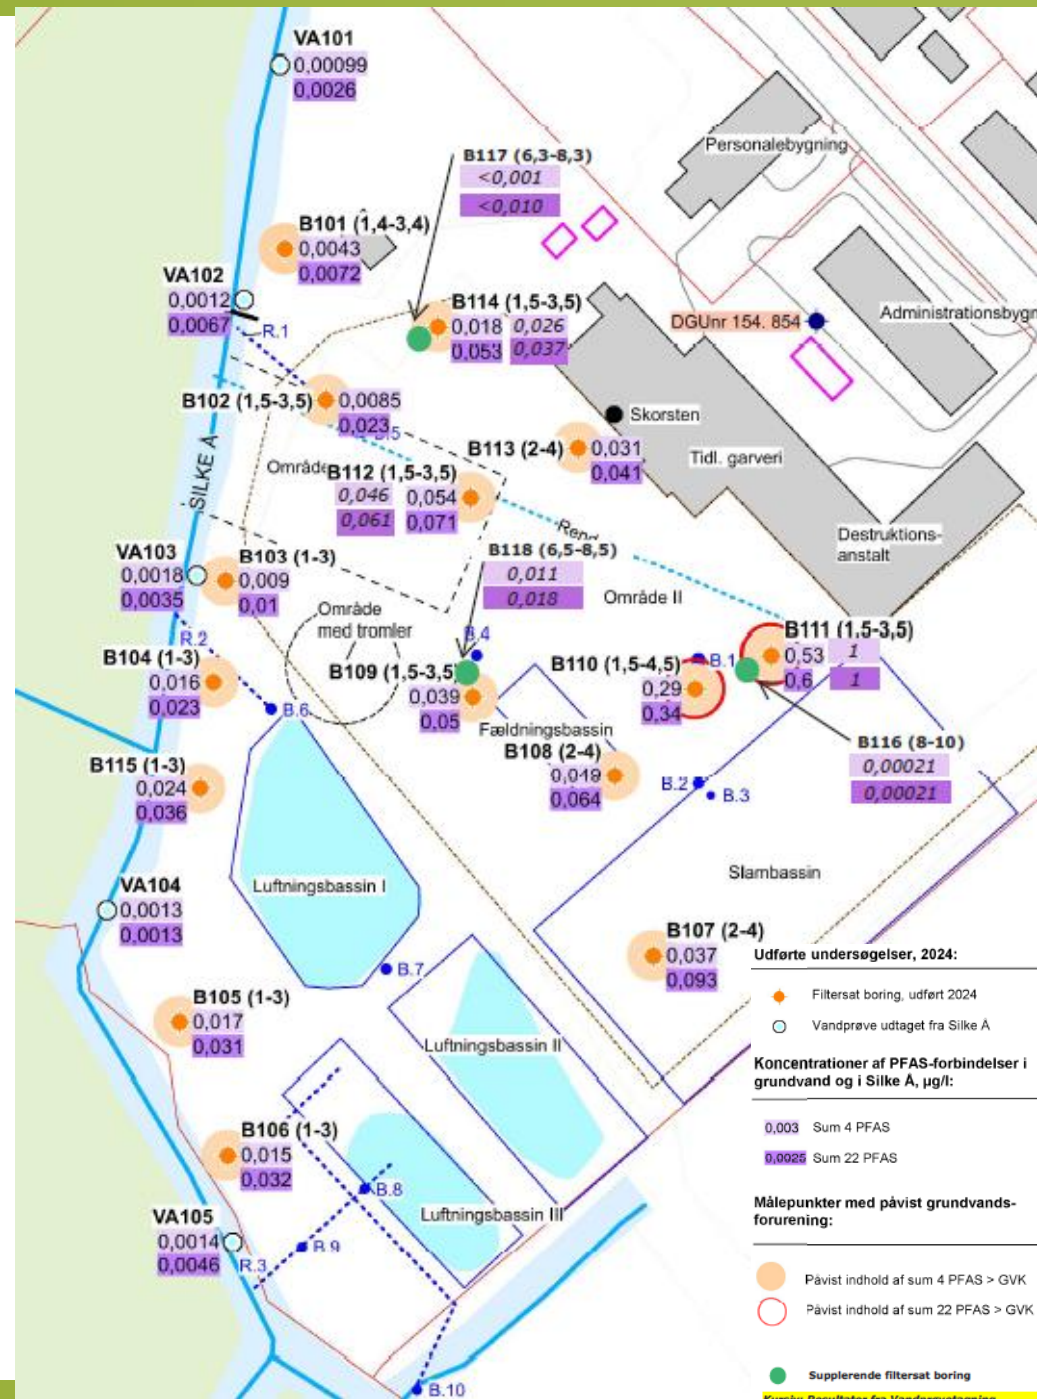 VA101
0,00099
0,0026
B117 (6,3-8,3)
<0,001
<0,010
Personalebygning
B101 (1,4-3,4)
0,0043
0,0072
VA102
0,0012
0,0067
R.1
B114 (1,5-3,5)
0,018 0,026
0,053 0,037
DGUnr 154. 854
Administrationsbygn
B102 (1,5-3,5)
0,0085
0,023
Skorsten
SILKE Å
Område
B112 (1,5-3,5)
0,046 0,054
0,061 0,071
B113 (2-4)
0,031
0,041
Tidl. garveri
Rend
Destruktions-
anstalt
VA103
0,0018
0,0035
B103 (1-3)
0,009
0,01
B118 (6,5-8,5)
0,011
0,018
Område II
Område
med tromler
R.2
B104 (1-3)
0,016
0,023
B.4
B109 (1,5-3,5)
0,039
0,05
B110 (1,5-4,5)
0,29
0,34
B.1
B111 (1,5-3,5)
0,53 1
0,6 1
B.6
Fældningsbassin
B108 (2-4)
0,049
0,064
B116 (8-10)
0,00021
0,00021
B115 (1-3)
0,024
0,036
B.2
B.3
Slambassin
Luftningsbassin I
VA104
0,0013
0,0013
B107 (2-4)
0,037
0,093
B.7
B105 (1-3)
0,017
0,031
Luftningsbassin II
B106 (1-3)
0,015
0,032
B.8
Luftningsbassin III
VA105
0,0014
0,0046
R.3
B.9
B.10
Udførte undersøgelser, 2024:
Filtersat boring, udført 2024
Vandprøve udtaget fra Silke Å
Koncentrationer af PFAS-forbindelser i
grundvand og i Silke Å, µg/l:
0,003 Sum 4 PFAS
0,0025 Sum 22 PFAS
Målepunkter med påvist grundvands-
forurening:
Påvist indhold af sum 4 PFAS > GVK
Påvist indhold af sum 22 PFAS > GVK
Supplerende filtersat boring